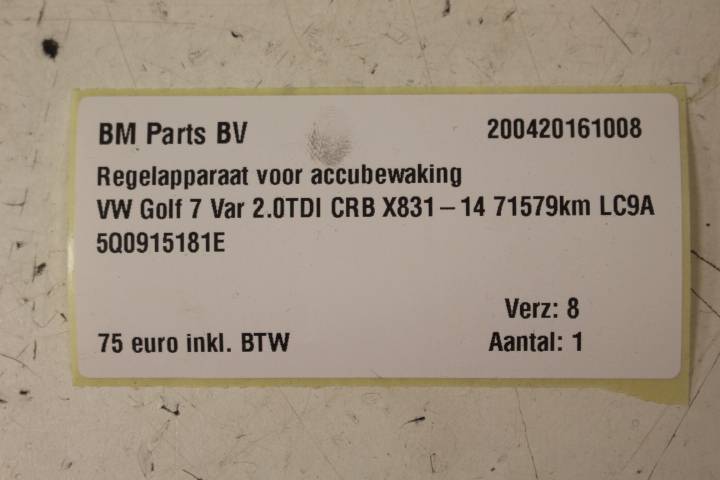 BM Parts BV 200420161008
Regelapparaat voor accubewaking
VW Golf 7 Var 2.0TDI CRB X831-14 71579km LC9A
5Q0915181E
Verz: 8
75 euro inkl. BTW Aantal: 1